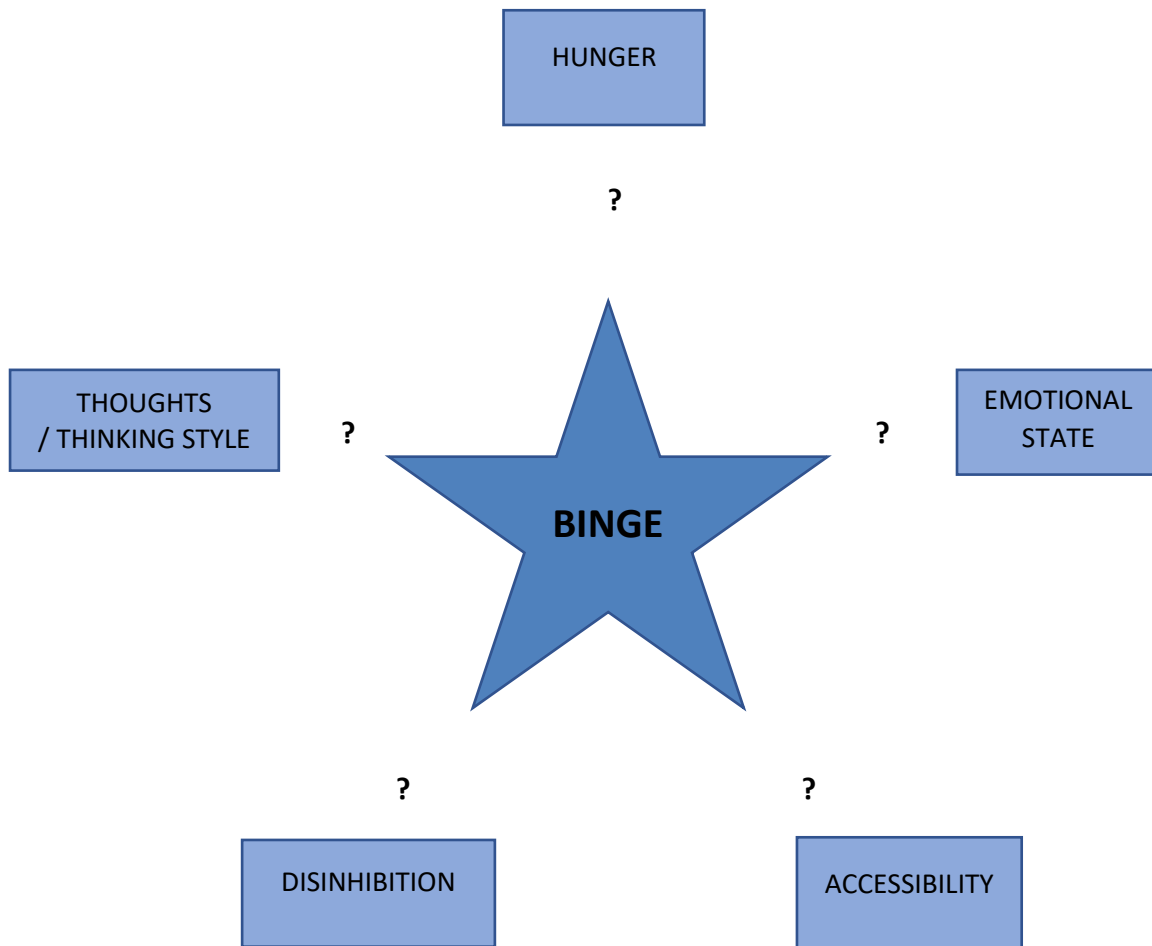 HUNGER
?
THOUGHTS
/ THINKING STYLE
?
?
EMOTIONAL
STATE
BINGE
?
?
DISINHIBITION
ACCESSIBILITY